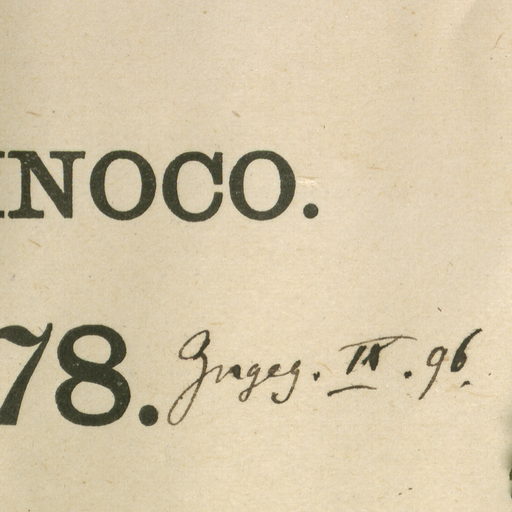 INOCO.
78. Zugeg. IX. 96.